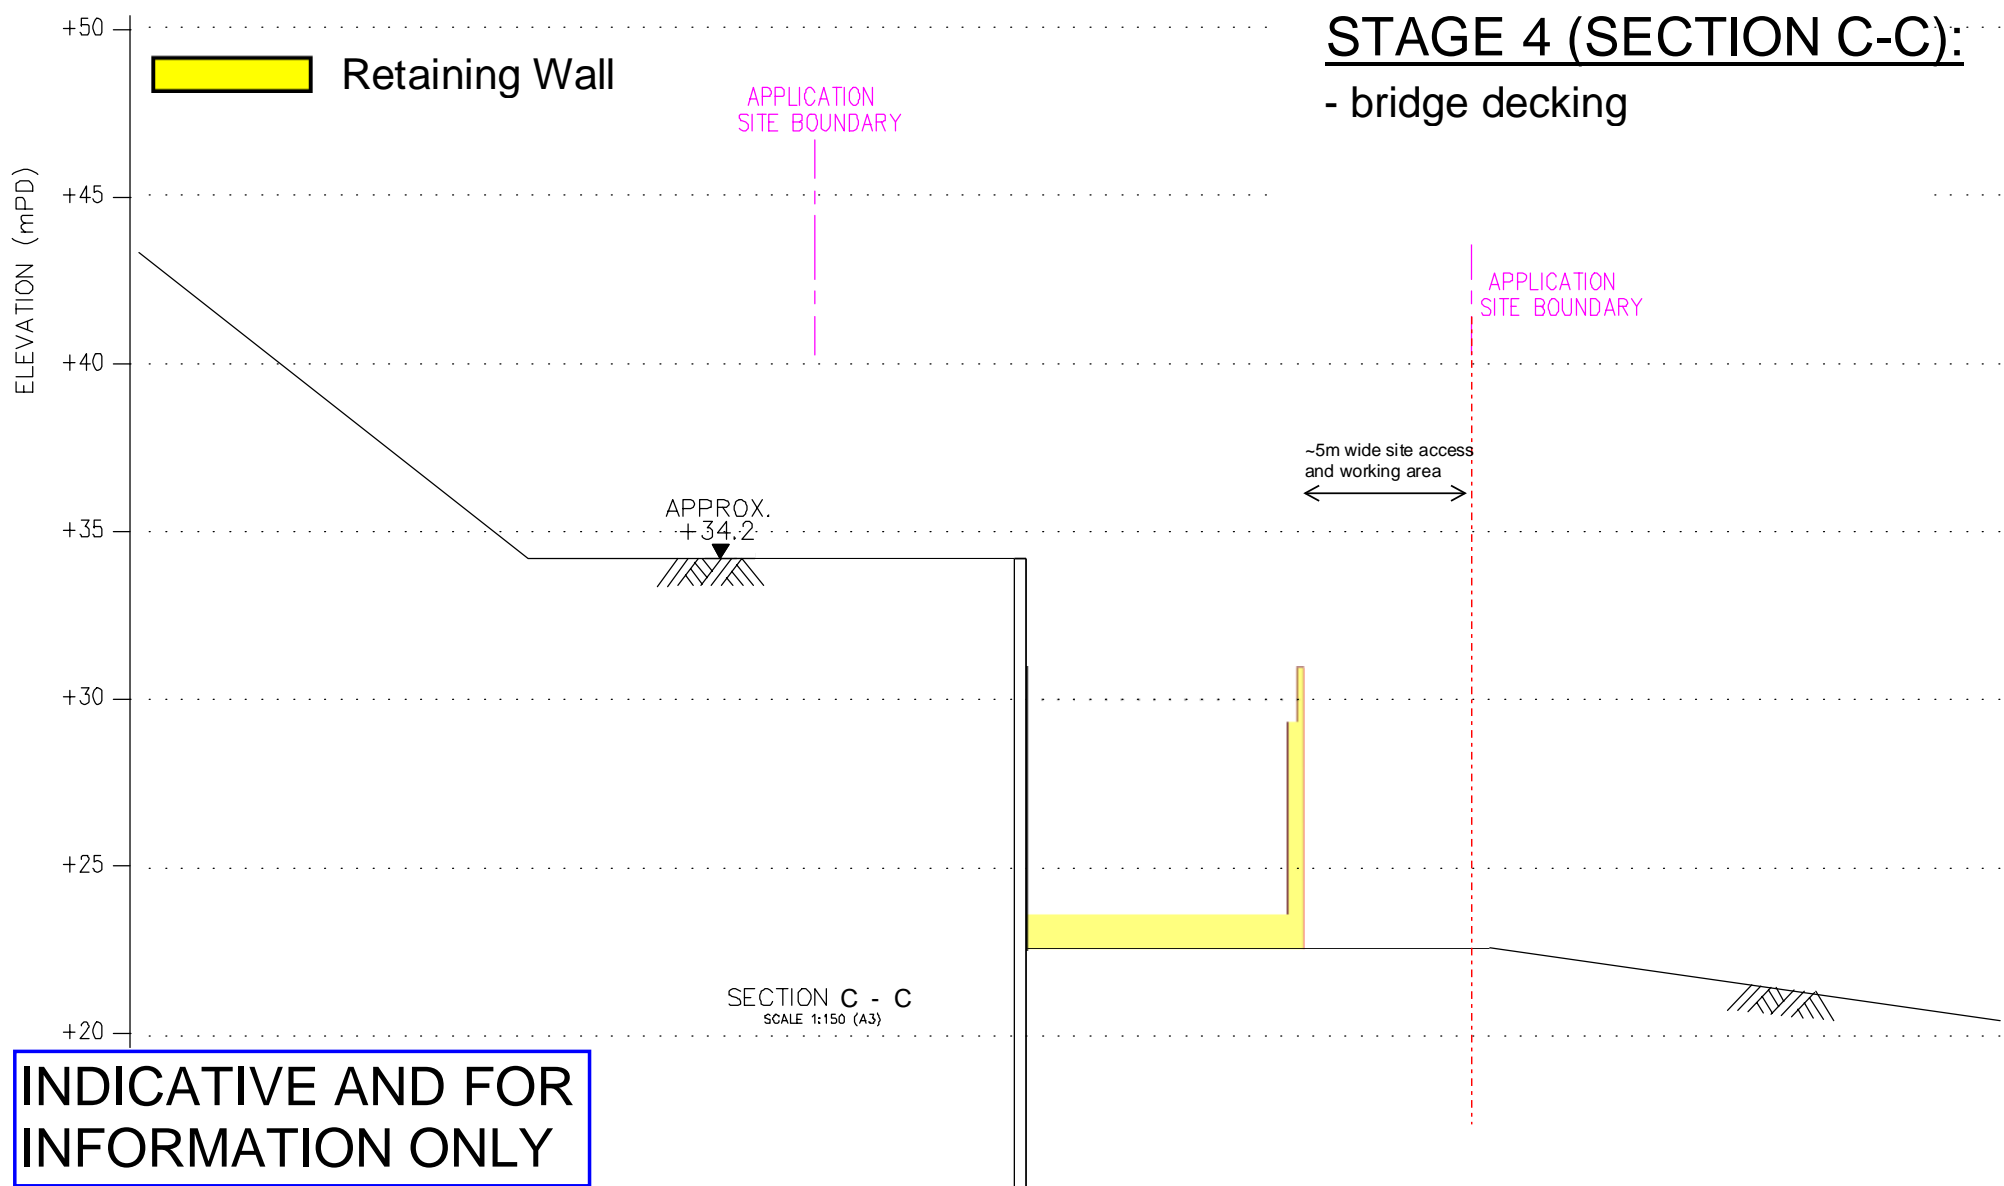 STAGE 4 (SECTION C-C):
- bridge decking
Retaining Wall
APPLICATION
SITE BOUNDARY
APPLICATION
SITE BOUNDARY
ELEVATION (mPD)
+50
+45
+40
+35
+30
+25
+20
~5m wide site access
and working area
APPROX.
+34.2
SECTION C - C
SCALE 1:150 (A3)
INDICATIVE AND FOR
INFORMATION ONLY